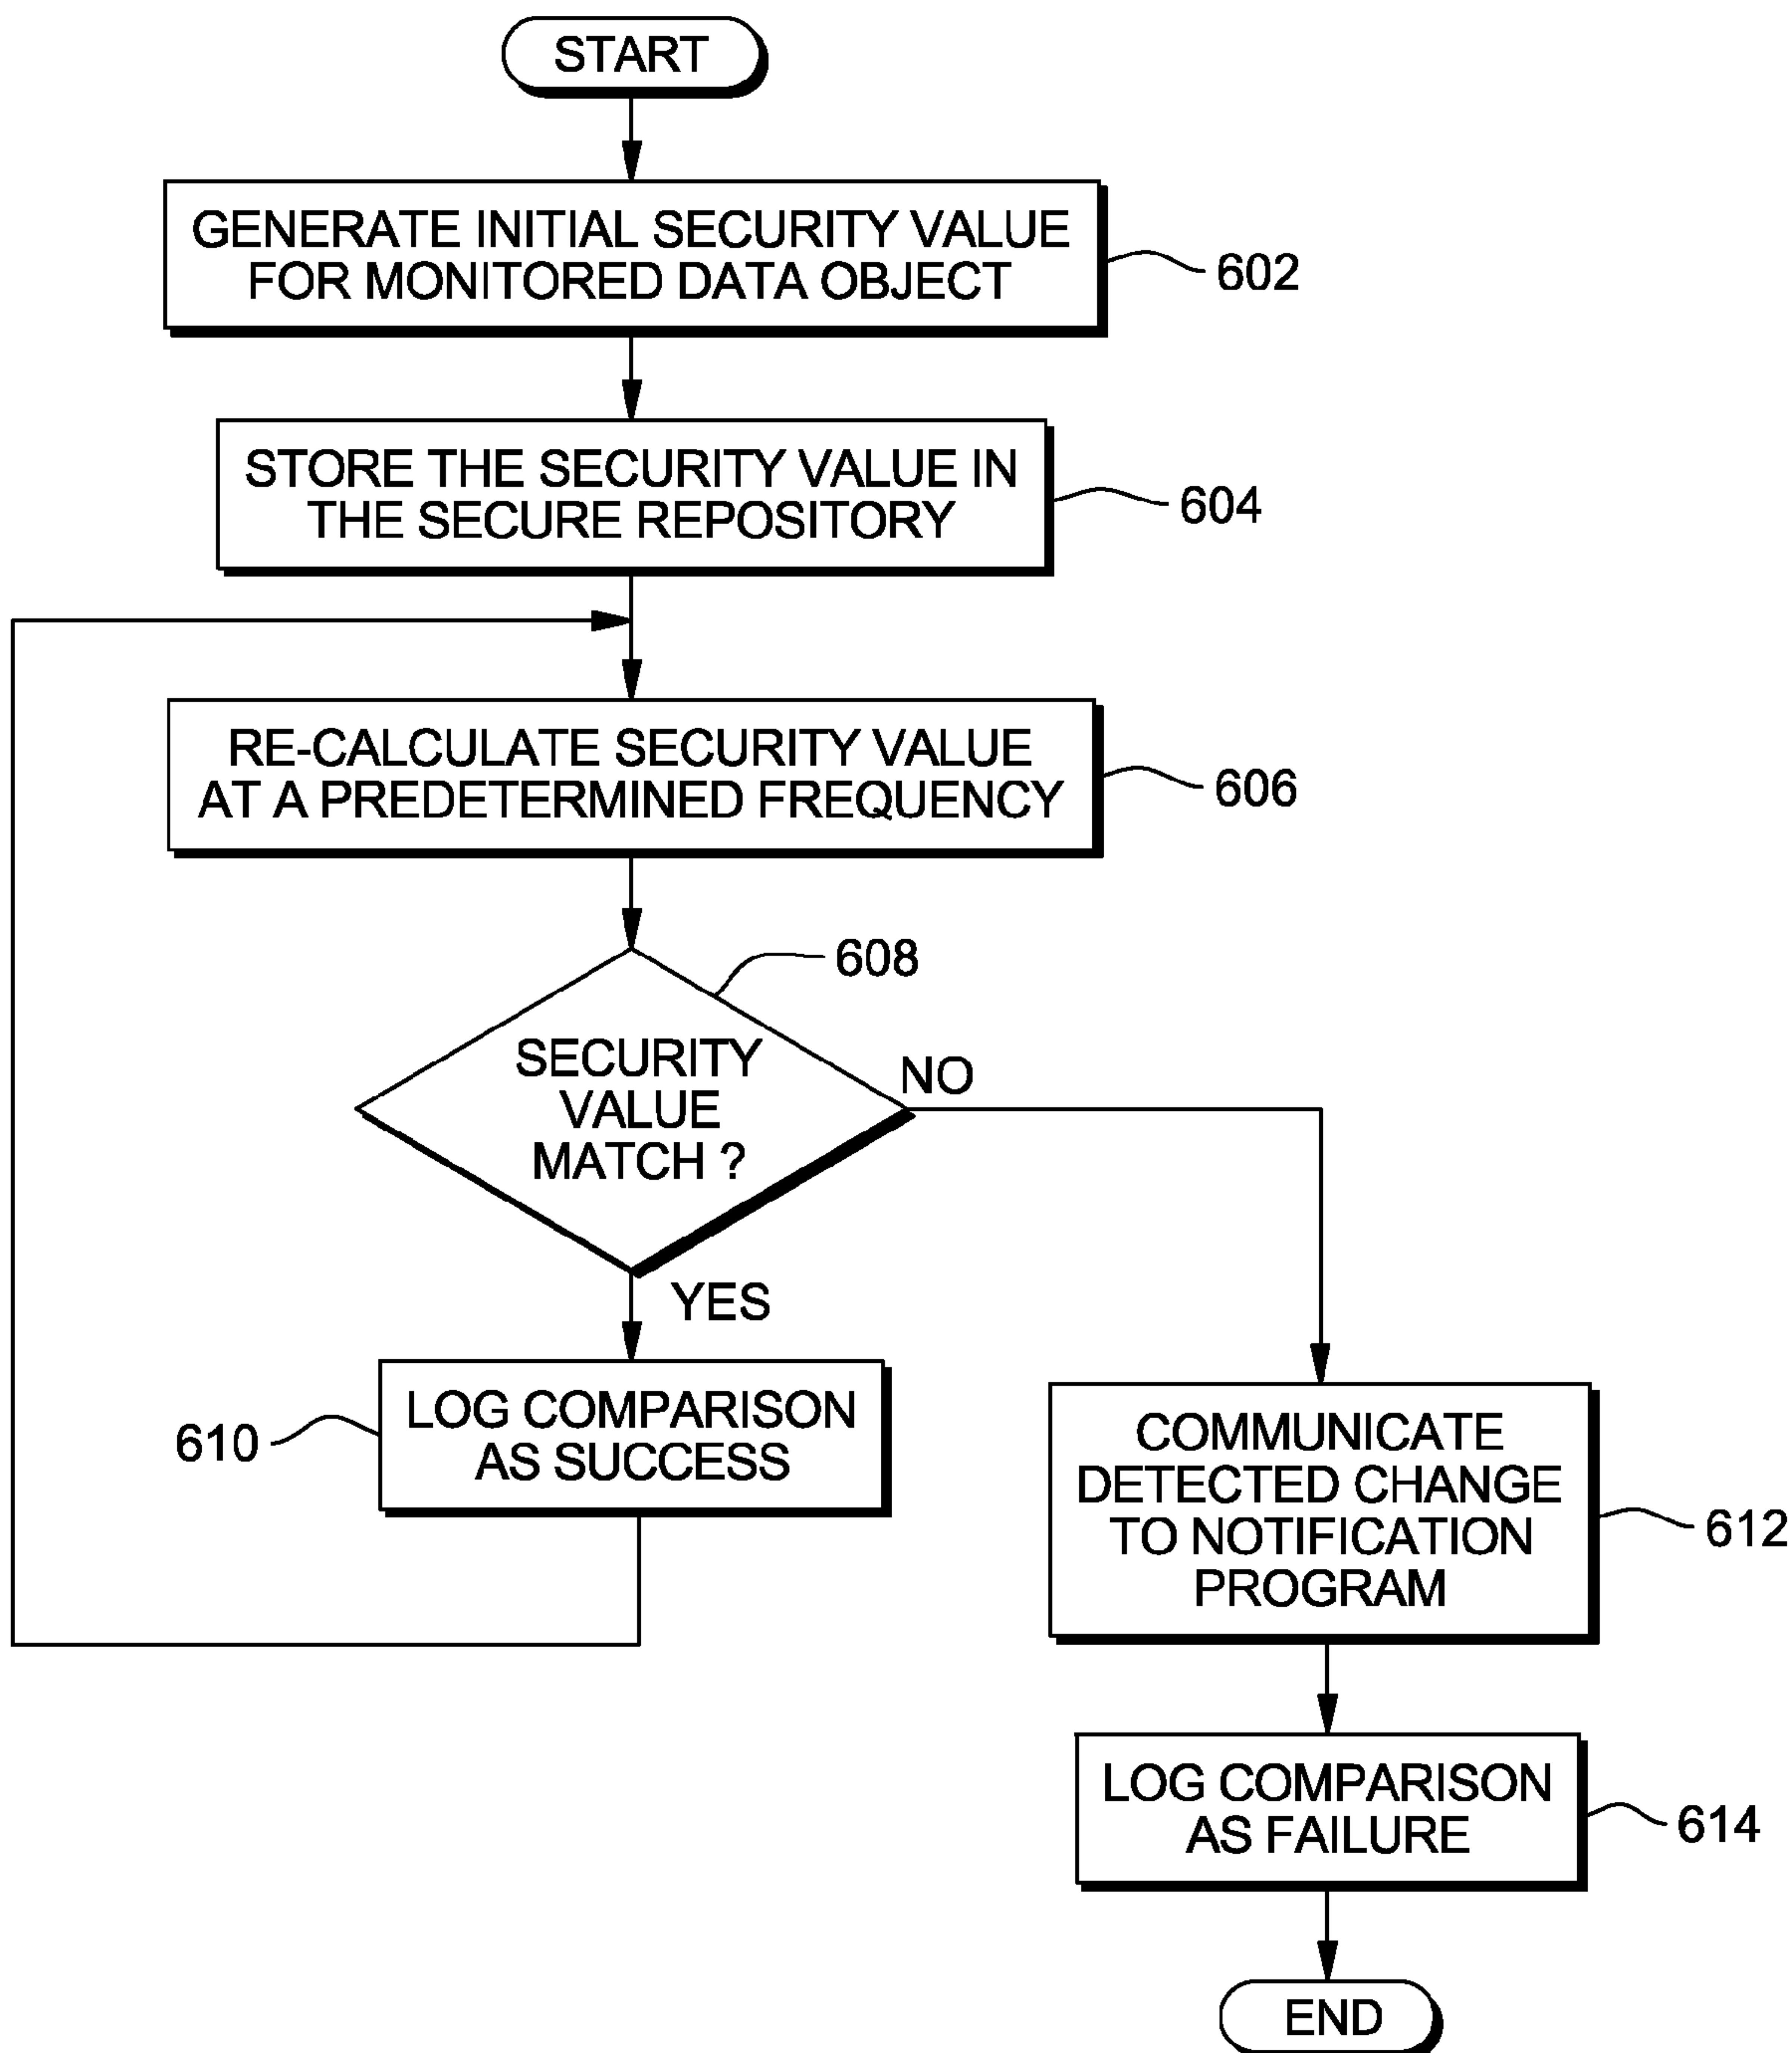 START
GENERATE INITIAL SECURITY VALUE
FOR MONITORED DATA OBJECT
602
STORE THE SECURITY VALUE IN
THE SECURE REPOSITORY
604
RE-CALCULATE SECURITY VALUE
AT A PREDETERMINED FREQUENCY
606
608
SECURITY
VALUE
MATCH ?
NO
YES
610
LOG COMPARISON
AS SUCCESS
COMMUNICATE
DETECTED CHANGE
TO NOTIFICATION
PROGRAM
612
LOG COMPARISON
AS FAILURE
614
END